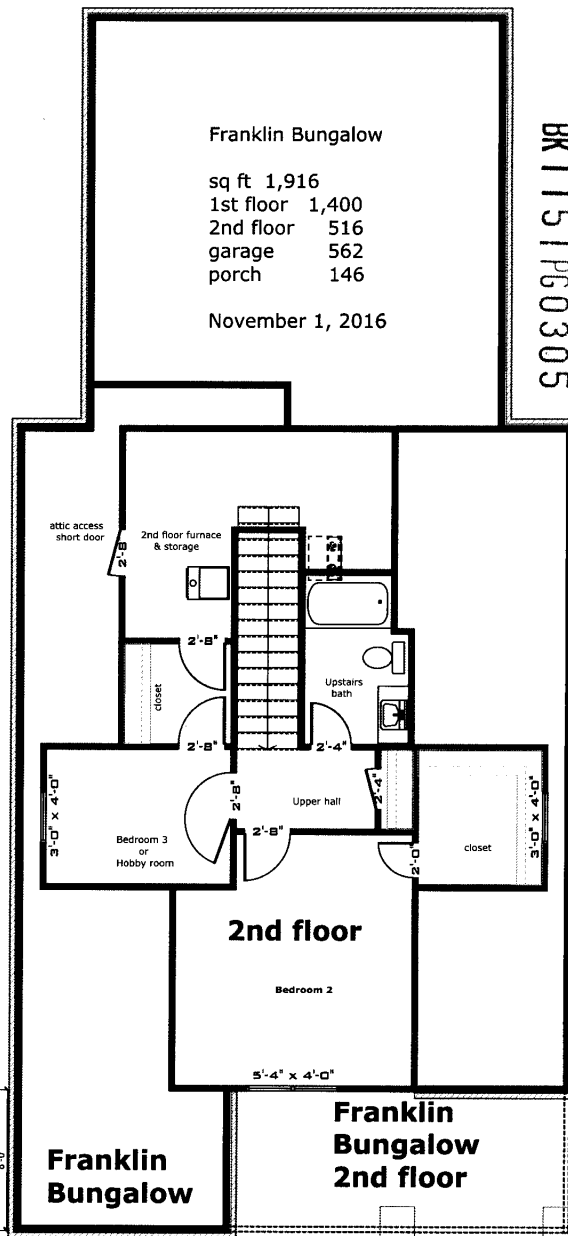 Franklin Bungalow
sq ft 1,916
1st floor 1,400
2nd floor 516
garage 562
porch 146
November 1, 2016
BK1151PG0305
attic access
short door
2'-8
2nd floor furnace
& storage
2'-8"
closet
Upstairs
bath
2'-8"
2'-4"
3'-0" x 4'-0"
2'-8"
Upper hall
2'-4"
Bedroom 3
or
Hobby room
2'-8"
2'-0"
closet
3'-0" x 4'-0"
2nd floor
Bedroom 2
5'-4" x 4'-0"
Franklin
Bungalow
2nd floor
Franklin
Bungalow